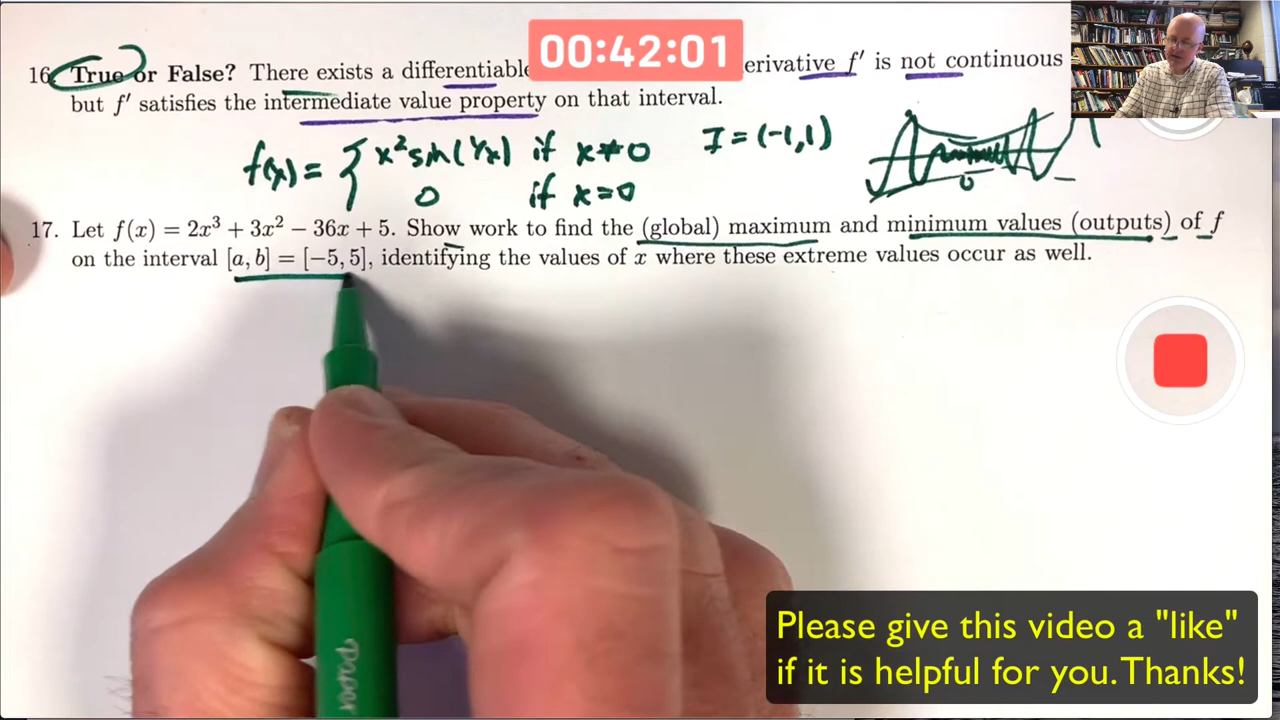 00:42:01
16. True or False? There exists a differentiable erivative f′ is not continuous
but f′ satisfies the intermediate value property on that interval.
f(x) = { x² sin(1/x) if x ≠ 0 I = (-1,1)
0 if x = 0
0
17. Let f(x) = 2x³ + 3x² − 36x + 5. Show work to find the (global) maximum and minimum values (outputs) of f
on the interval [a, b] = [−5, 5], identifying the values of x where these extreme values occur as well.
Paper
Please give this video a "like"
if it is helpful for you. Thanks!